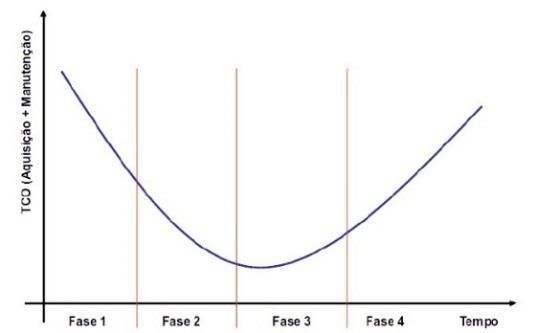 TCO (Aquisição + Manutenção)
Fase 1
Fase 2
Fase 3
Fase 4
Tempo